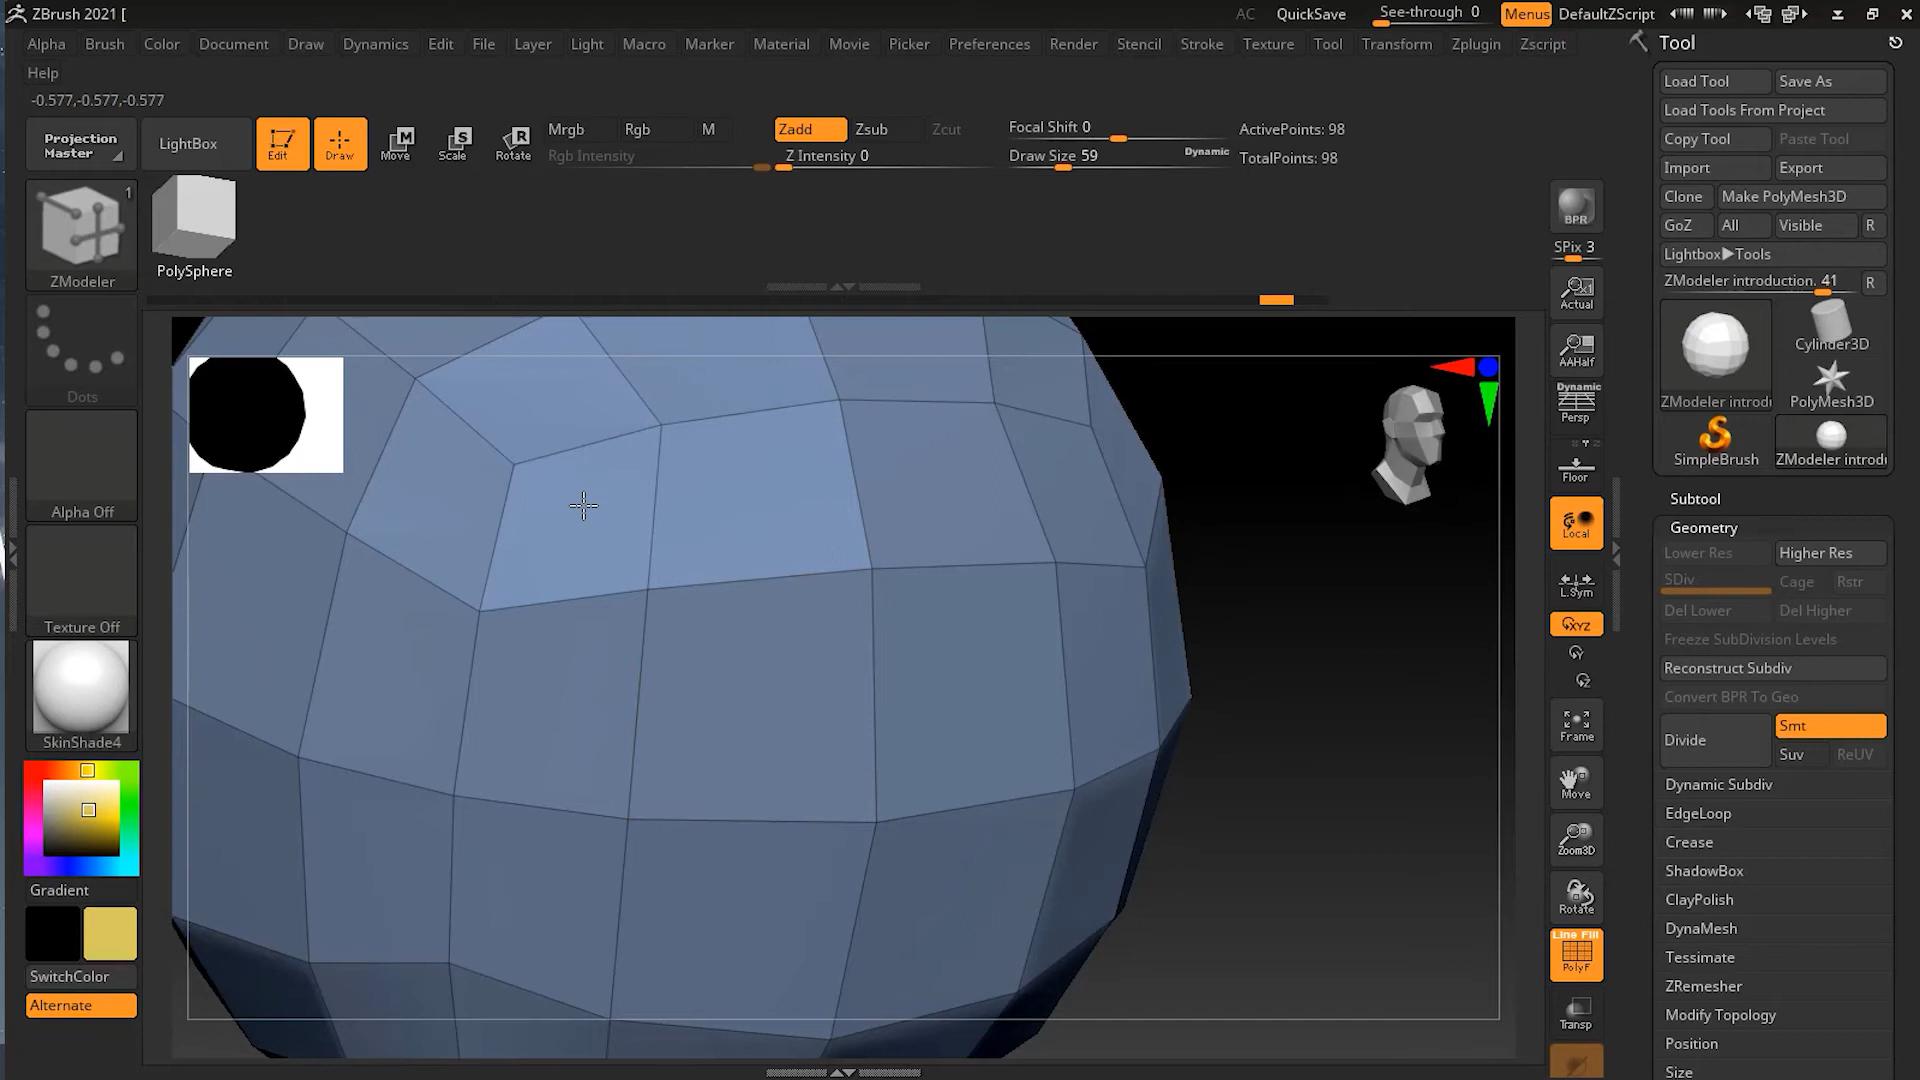 ZBrush 2021 [
AC QuickSave See-through 0 Menus DefaultZScript
Alpha Brush Color Document Draw Dynamics Edit File Layer Light Macro Marker Material Movie Movie Picker Preferences Render Stencil Stroke Texture Tool Transform Zplugin Zscript
Help
-0.577,-0.577,-0.577
Projection
Master
LightBox
Edit
Draw
M
Move
S
Scale
R
Rotate
Mrgb Rgb M
Rgb Intensity
Zadd Zsub Zcut
Z Intensity 0
Focal Shift 0
Draw Size 59 Dynamic
ActivePoints: 98
TotalPoints: 98
1
ZModeler
PolySphere
Dots
Alpha Off
Texture Off
SkinShade4
Gradient
SwitchColor
Alternate
BPR
SPix 3
x1
Actual
AAHalf
Dynamic
Persp
Floor
Local
L.Sym
XYZ
Y
Z
Frame
Move
Zoom3D
Rotate
Line Fill
PolyF
Transp
Tool
Load Tool Save As
Load Tools From Project
Copy Tool Paste Tool
Import Export
Clone Make PolyMesh3D
GoZ All Visible R
Lightbox▶Tools
ZModeler introduction. 41 R
ZModeler introdu
Cylinder3D
PolyMesh3D
SimpleBrush
ZModeler introdu
Subtool
Geometry
Lower Res Higher Res
SDiv Cage Rstr
Del Lower Del Higher
Freeze SubDivision Levels
Reconstruct Subdiv
Convert BPR To Geo
Divide Smt
Suv ReUV
Dynamic Subdiv
EdgeLoop
Crease
ShadowBox
ClayPolish
DynaMesh
Tessimate
ZRemesher
Modify Topology
Position
Size